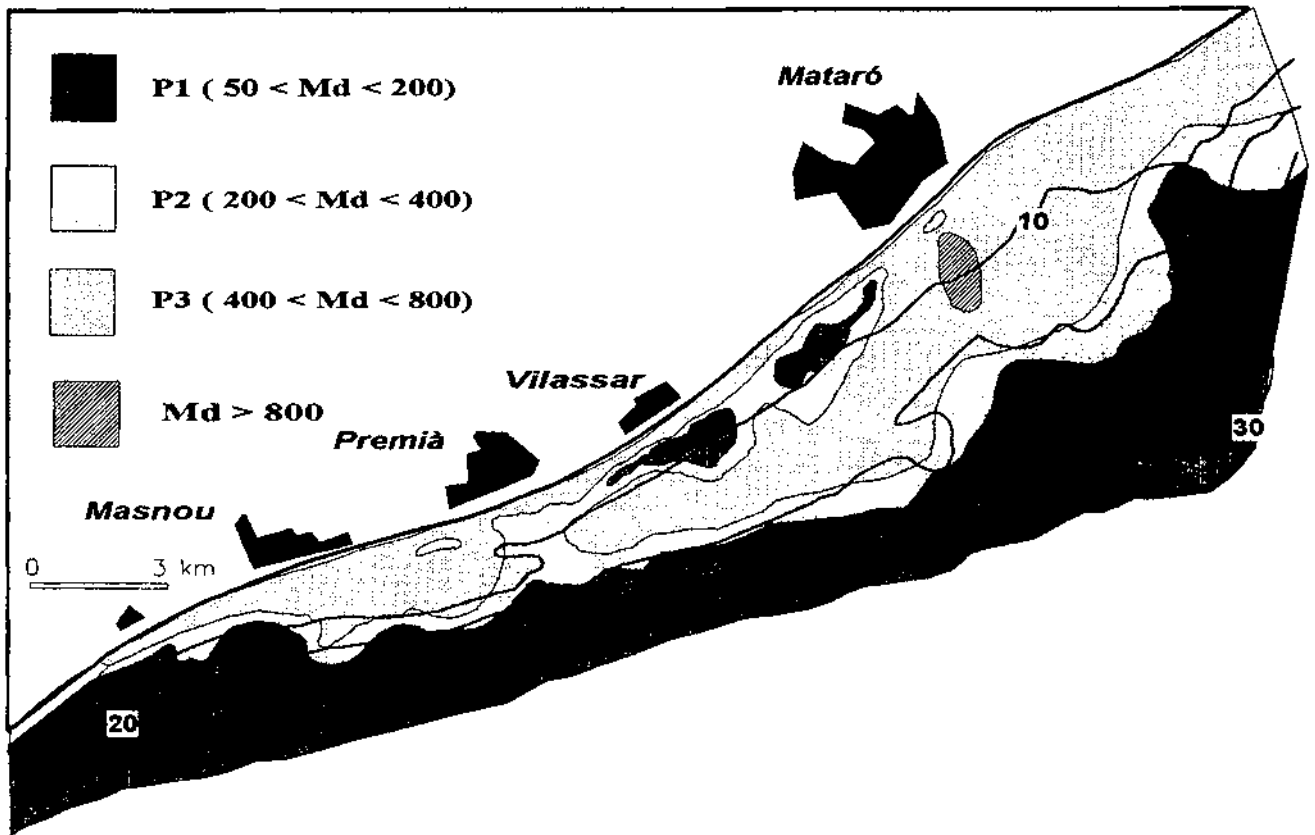 P1 ( 50 < Md < 200)
P2 ( 200 < Md < 400)
P3 ( 400 < Md < 800)
Md > 800
Mataró
10
Vilassar
Premià
30
Masnou
0 3 km
20